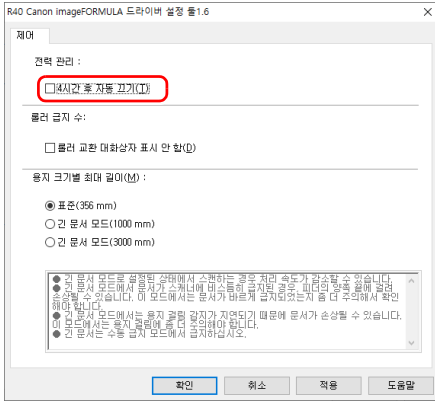 R40 Canon imageFORMULA 드라이버 설정 툴1.6
제어
전력 관리 :
4시간 후 자동 끄기(T)
롤러 급지 수:
롤러 교환 대화상자 표시 안 함(D)
용지 크기별 최대 길이(M) :
표준(356 mm)
긴 문서 모드(1000 mm)
긴 문서 모드(3000 mm)
● 긴 문서 모드로 설정된 상태에서 스캔하는 경우 처리 속도가 감소할 수 있습니다.
● 긴 문서 모드에서 문서가 스캐너에 비스듬히 급지된 경우, 피더의 양쪽 끝에 걸려
손상될 수 있습니다. 이 모드에서는 문서가 바르게 급지되었는지 좀 더 주의해서 확인
해야 합니다.
● 긴 문서 모드에서는 용지 걸림 감지가 지연되기 때문에 문서가 손상될 수 있습니다.
이 모드에서는 용지 걸림에 좀 더 주의해야 합니다.
● 긴 문서는 수동 급지 모드에서 급지하십시오.
확인 취소 적용 도움말